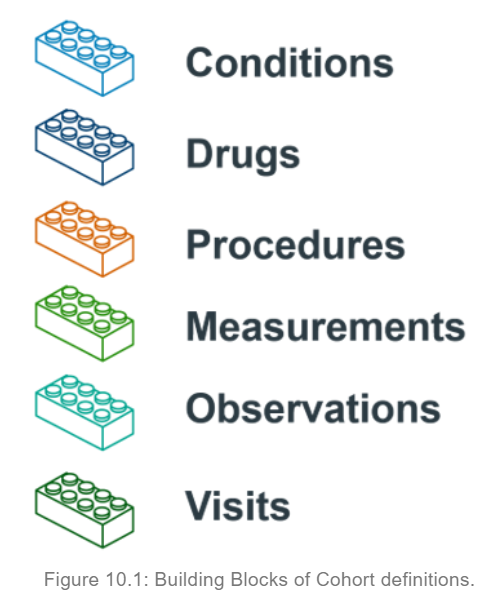 Conditions
Drugs
Procedures
Measurements
Observations
Visits
Figure 10.1: Building Blocks of Cohort definitions.